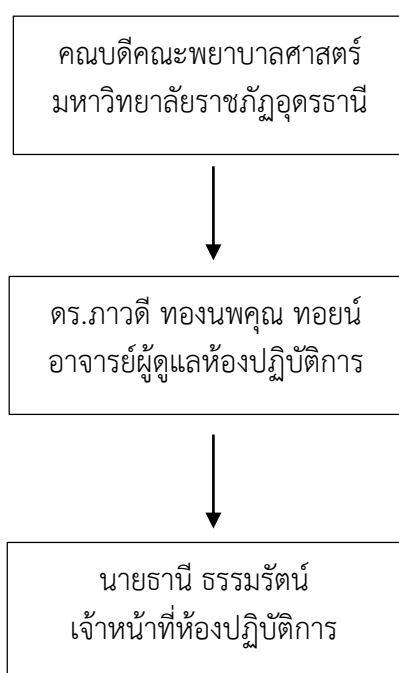 คณบดีคณะพยาบาลศาสตร์
มหาวิทยาลัยราชภัฏอุดรธานี
ดร.ภาวดี ทองนพคุณ ทอยน์
อาจารย์ผู้ดูแลห้องปฏิบัติการ
นายธานี ธรรมรัตน์
เจ้าหน้าที่ห้องปฏิบัติการ